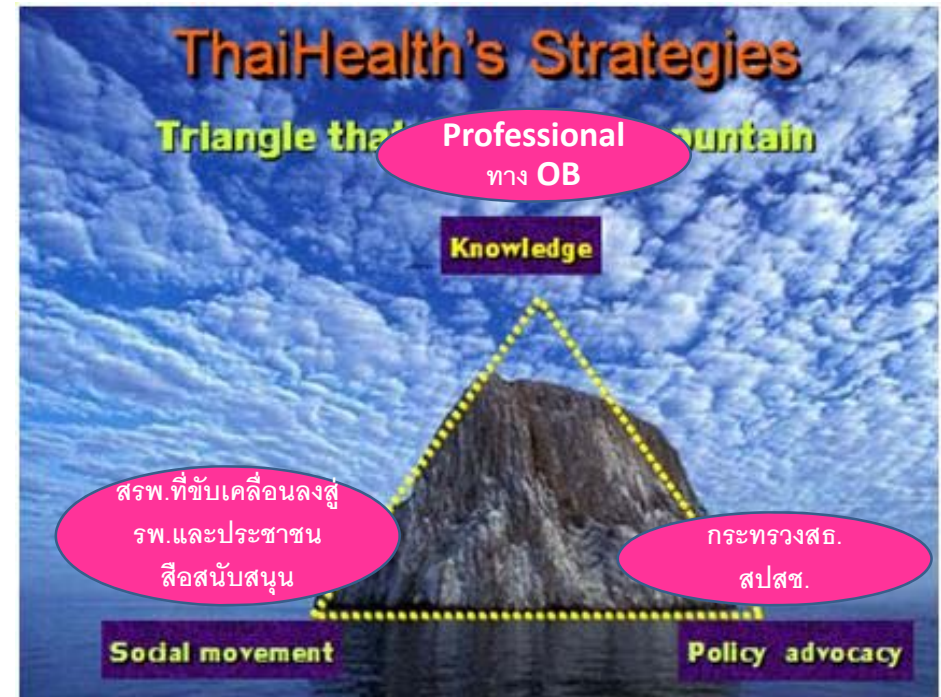 ThaiHealth's Strategies
Triangle tha untain
Professional
ทาง OB
Knowledge
สรพ.ที่ขับเคลื่อนลงสู่
รพ.และประชาชน
สือสนับสนุน
กระทรวงสธ.
สปสช.
Social movement
Policy advocacy